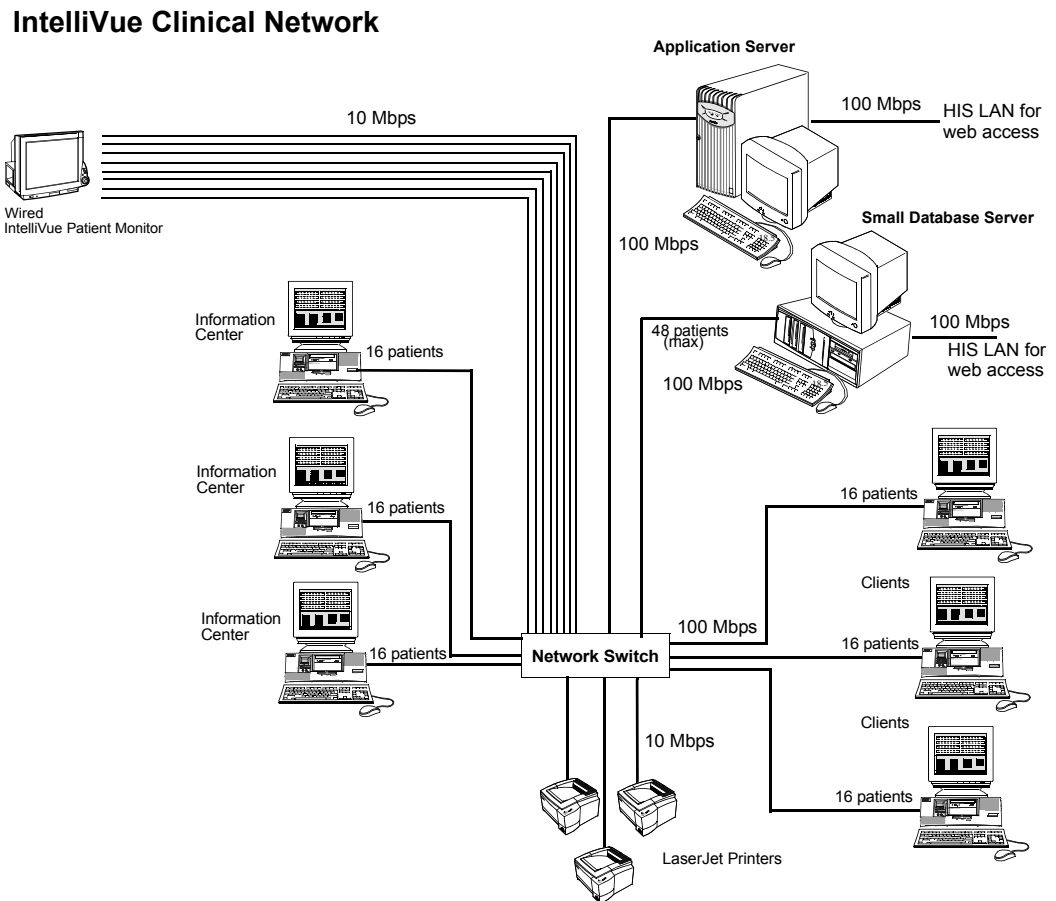 IntelliVue Clinical Network
Application Server
10 Mbps
100 Mbps
HIS LAN for
web access
Wired
IntelliVue Patient Monitor
100 Mbps
Small Database Server
48 patients
(max)
100 Mbps
100 Mbps
HIS LAN for
web access
Information
Center
16 patients
Information
Center
16 patients
Information
Center
16 patients
Network Switch
100 Mbps
16 patients
Clients
16 patients
Clients
16 patients
10 Mbps
LaserJet Printers